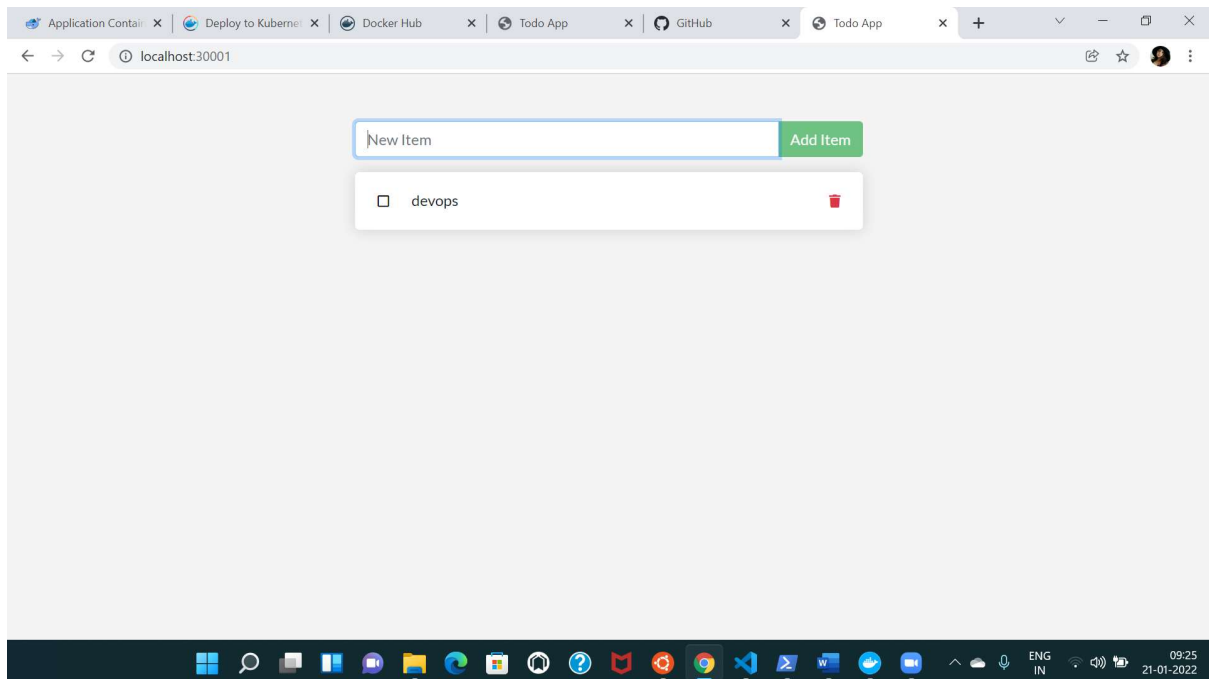 Application Contain
Deploy to Kubernet
Docker Hub
Todo App
GitHub
Todo App
localhost:30001
New Item
Add Item
devops
ENG
IN
09:25
21-01-2022